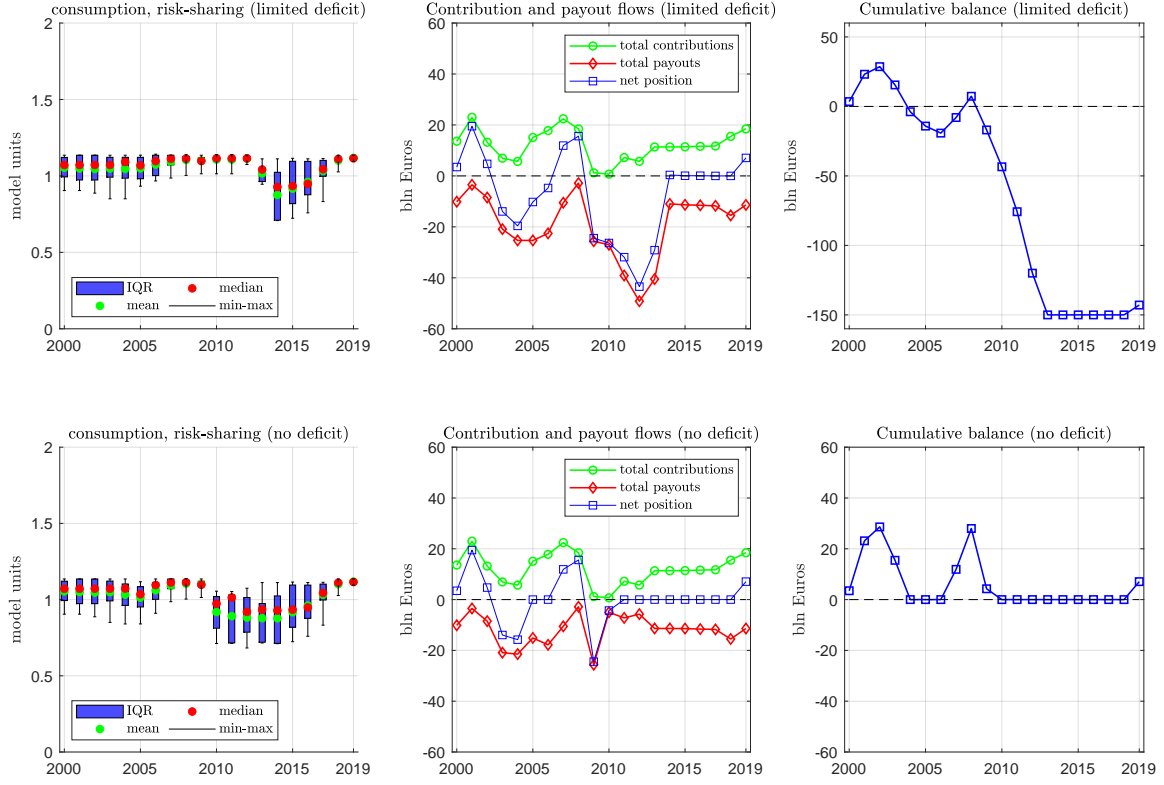 consumption, risk-sharing (limited deficit)
2
1.5
1
0.5
0
model units
IQR
median
mean
min-max
2000
2005
2010
2015
2019
Contribution and payout flows (limited deficit)
60
40
20
0
-20
-40
-60
bln Euros
total contributions
total payouts
net position
2000
2005
2010
2015
2019
Cumulative balance (limited deficit)
50
0
-50
-100
-150
bln Euros
2000
2005
2010
2015
2019
consumption, risk-sharing (no deficit)
2
1.5
1
0.5
0
model units
IQR
median
mean
min-max
2000
2005
2010
2015
2019
Contribution and payout flows (no deficit)
60
40
20
0
-20
-40
-60
bln Euros
total contributions
total payouts
net position
2000
2005
2010
2015
2019
Cumulative balance (no deficit)
60
40
20
0
-20
-40
-60
bln Euros
2000
2005
2010
2015
2019